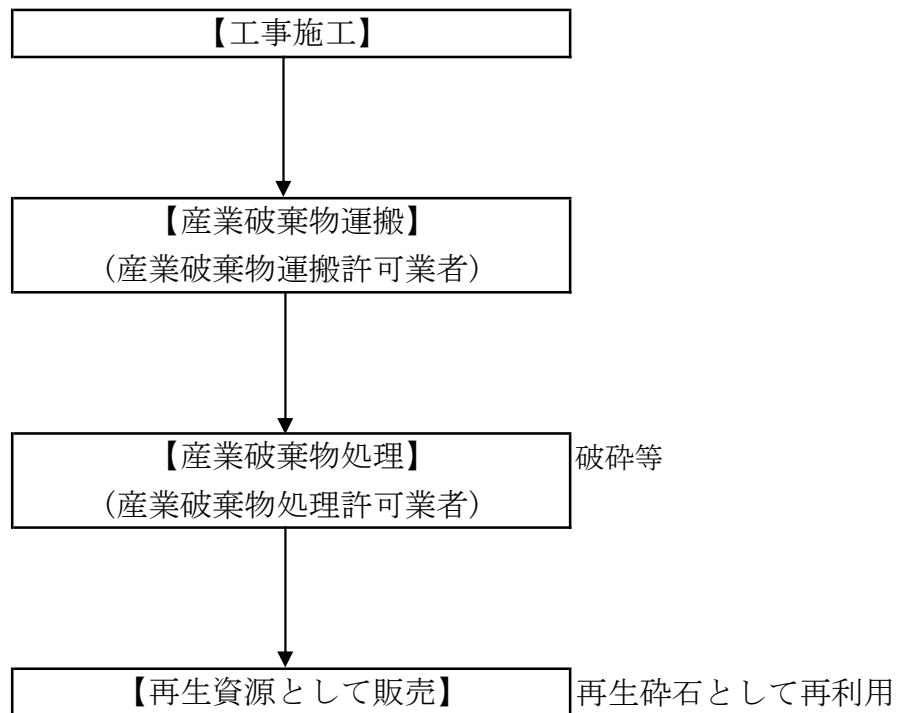 【工事施工】
【産業破棄物運搬】
（産業破棄物運搬許可業者）
【産業破棄物処理】
破砕等
（産業破棄物処理許可業者）
【再生資源として販売】
再生砕石として再利用